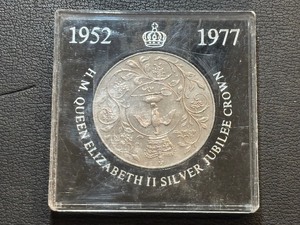 1952 1977
H.M. QUEEN ELIZABETH II SILVER JUBILEE CROWN